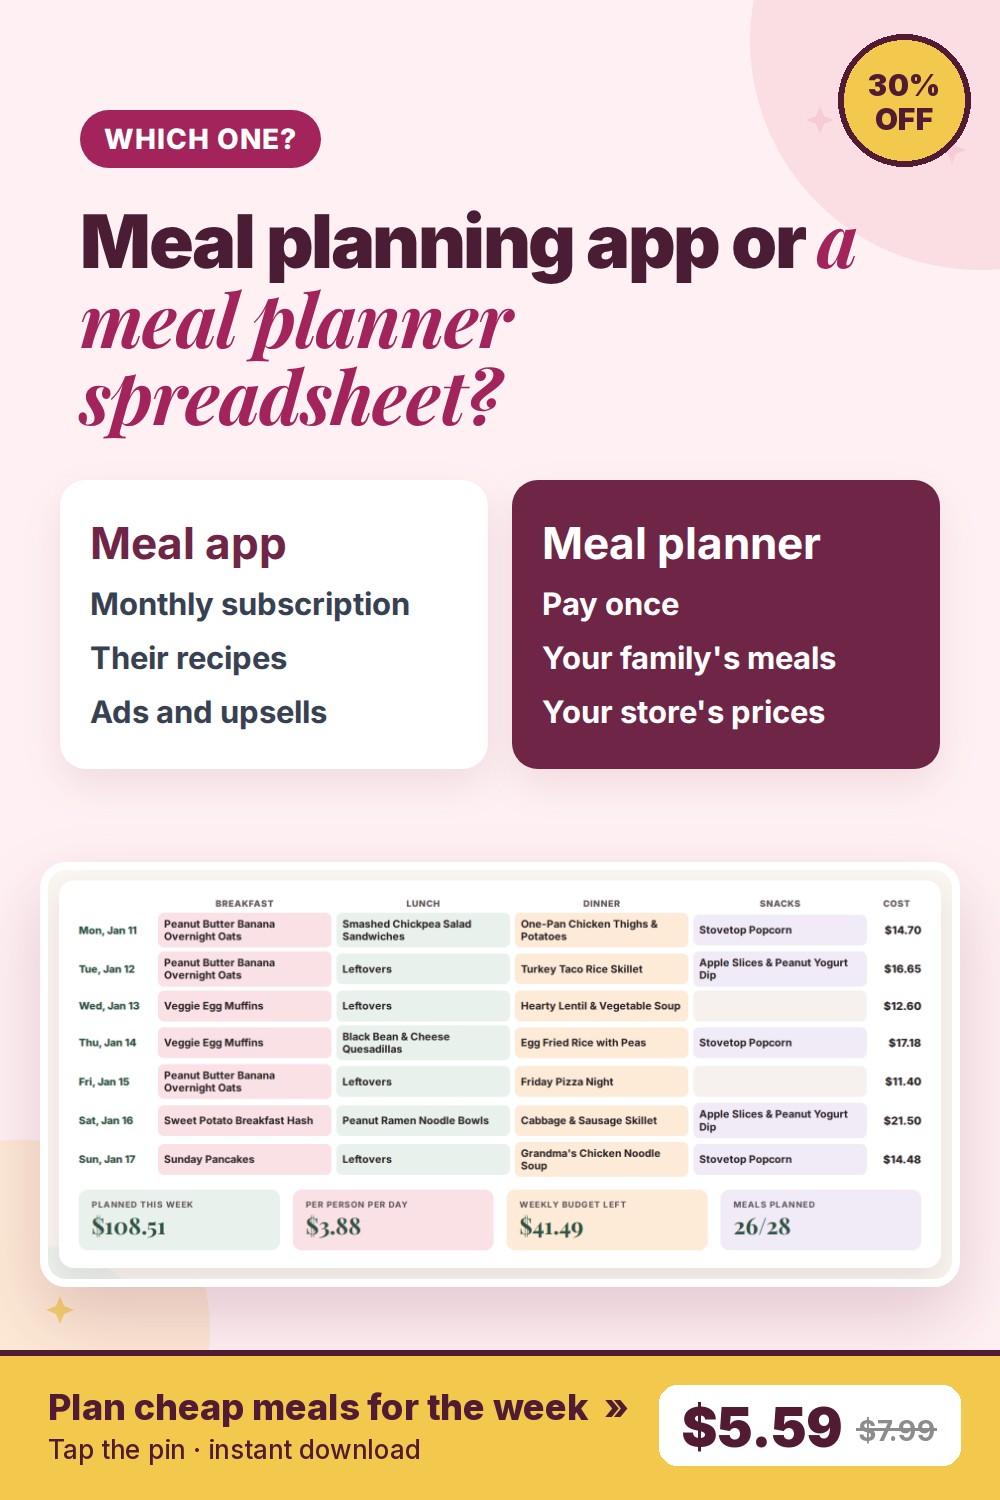 30%
OFF
WHICH ONE?
Meal planning app or a
meal planner
spreadsheet?
Meal app
Monthly subscription
Their recipes
Ads and upsells
Meal planner
Pay once
Your family's meals
Your store's prices
BREAKFAST LUNCH DINNER SNACKS COST
Mon, Jan 11 Peanut Butter Banana Overnight Oats Smashed Chickpea Salad Sandwiches One-Pan Chicken Thighs & Potatoes Stovetop Popcorn $14.70
Tue, Jan 12 Peanut Butter Banana Overnight Oats Leftovers Turkey Taco Rice Skillet Apple Slices & Peanut Yogurt Dip $16.65
Wed, Jan 13 Veggie Egg Muffins Leftovers Hearty Lentil & Vegetable Soup $12.60
Thu, Jan 14 Veggie Egg Muffins Black Bean & Cheese Quesadillas Egg Fried Rice with Peas Stovetop Popcorn $17.18
Fri, Jan 15 Peanut Butter Banana Overnight Oats Leftovers Friday Pizza Night $11.40
Sat, Jan 16 Sweet Potato Breakfast Hash Peanut Ramen Noodle Bowls Cabbage & Sausage Skillet Apple Slices & Peanut Yogurt Dip $21.50
Sun, Jan 17 Sunday Pancakes Leftovers Grandma's Chicken Noodle Soup Stovetop Popcorn $14.48
PLANNED THIS WEEK
$108.51
PER PERSON PER DAY
$3.88
WEEKLY BUDGET LEFT
$41.49
MEALS PLANNED
26/28
Plan cheap meals for the week »
Tap the pin · instant download
$5.59 $7.99